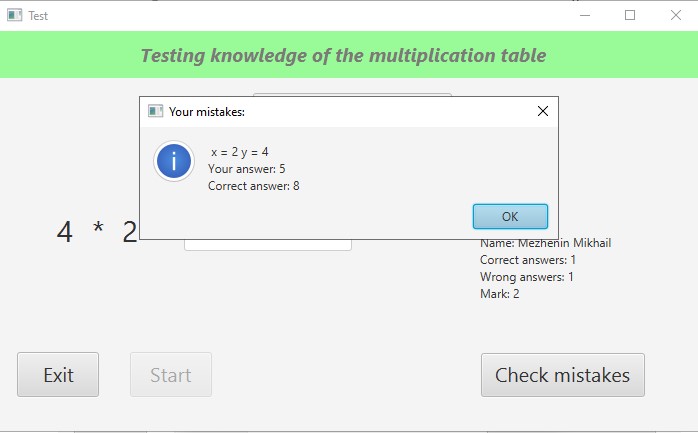 Test
Testing knowledge of the multiplication table
Your mistakes:
x = 2 y = 4
Your answer: 5
Correct answer: 8
OK
4 * 2
Name: Mezhenin Mikhail
Correct answers: 1
Wrong answers: 1
Mark: 2
Exit
Start
Check mistakes